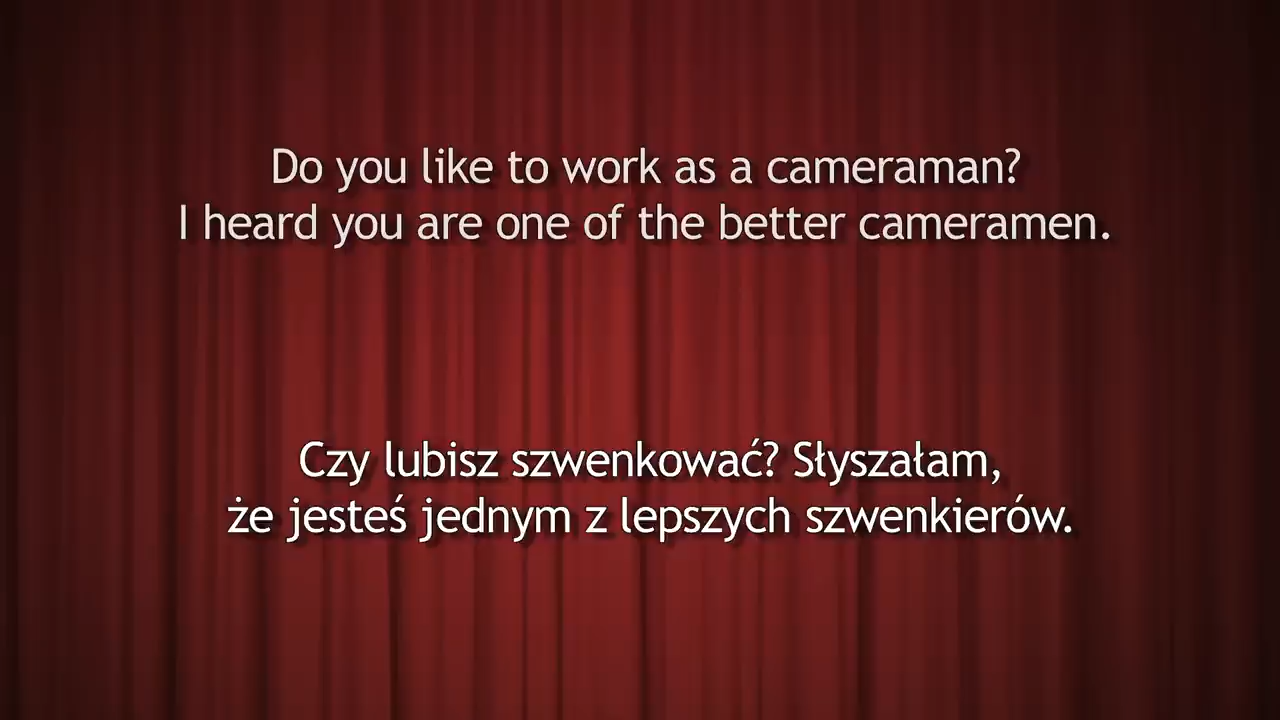 Do you like to work as a cameraman?
I heard you are one of the better cameramen.
Czy lubisz szwenkować? Słyszałam,
że jesteś jednym z lepszych szwenkierów.